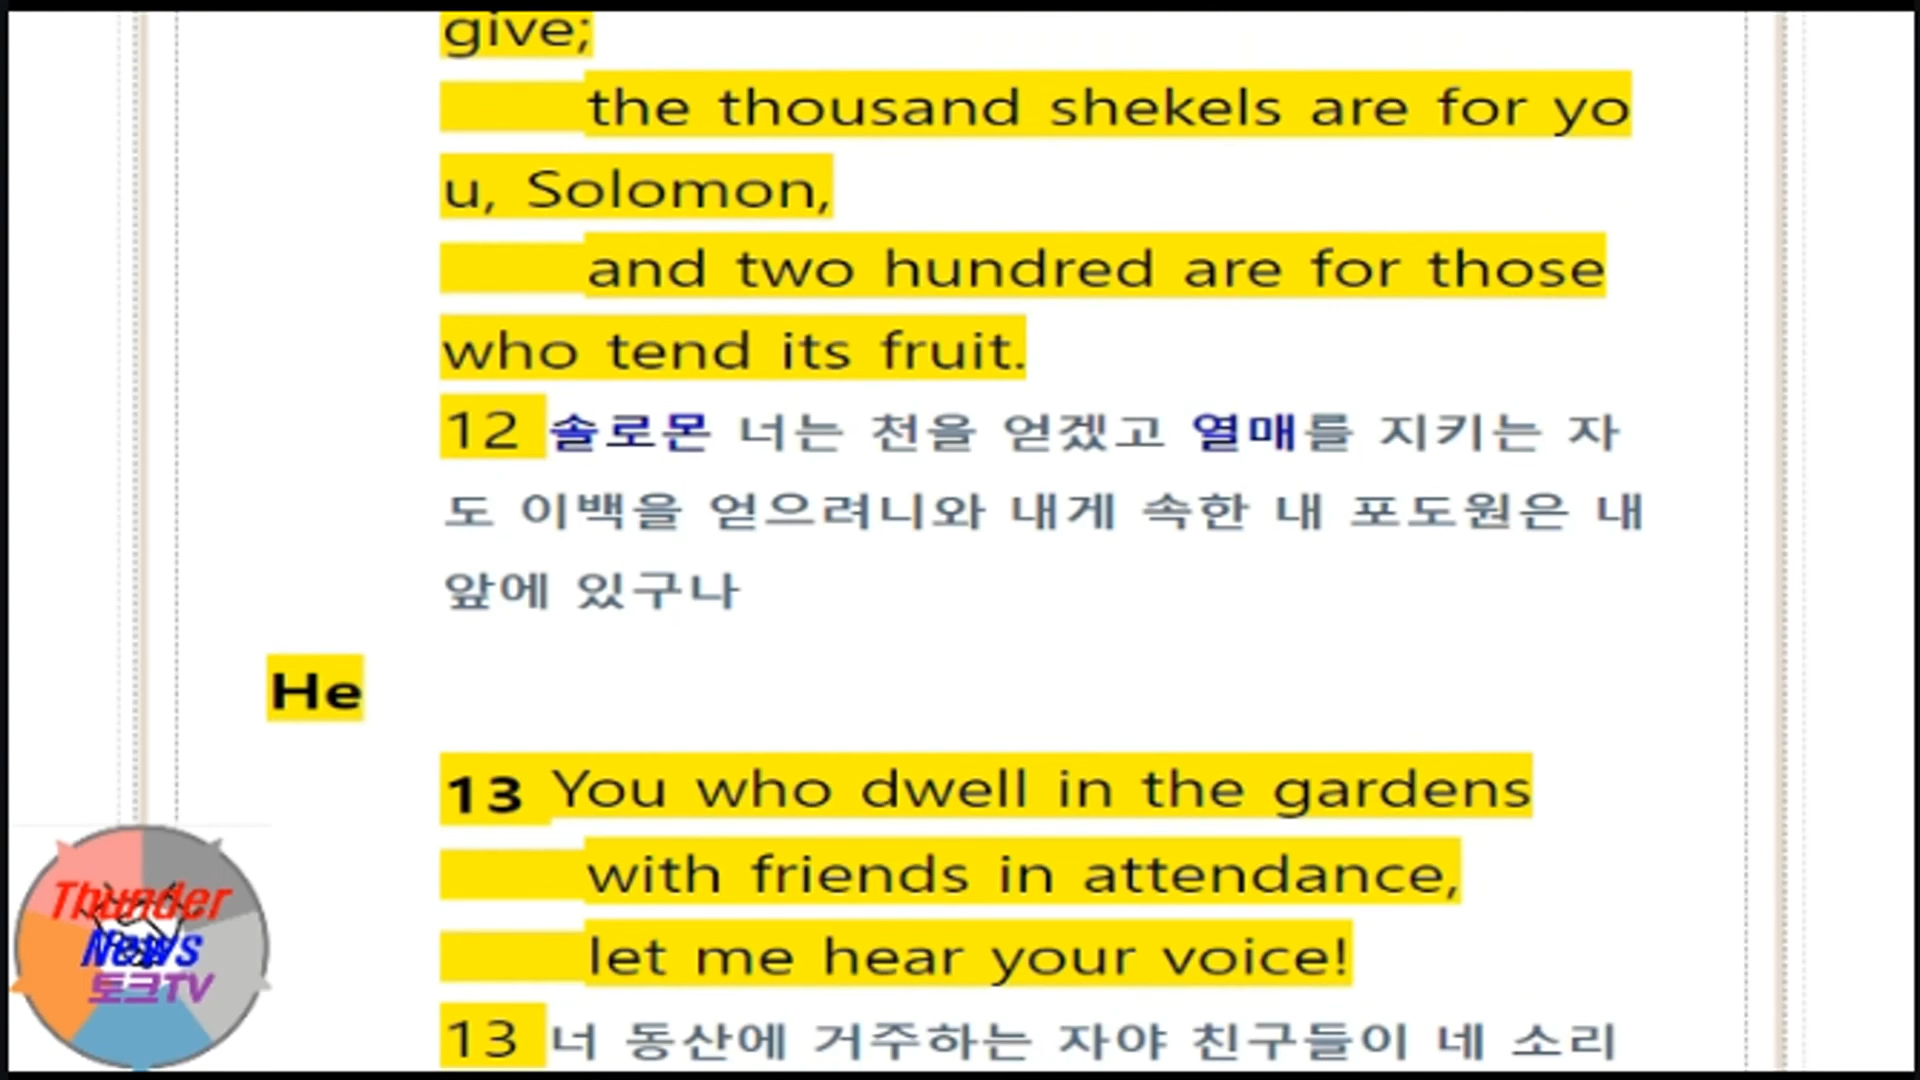 give;
the thousand shekels are for yo
u, Solomon,
and two hundred are for those
who tend its fruit.
12 솔로몬 너는 천을 얻겠고 열매를 지키는 자
도 이백을 얻으려니와 내게 속한 내 포도원은 내
앞에 있구나
He
13 You who dwell in the gardens
with friends in attendance,
let me hear your voice!
13 너 동산에 거주하는 자야 친구들이 네 소리
Thunder
News
토크TV